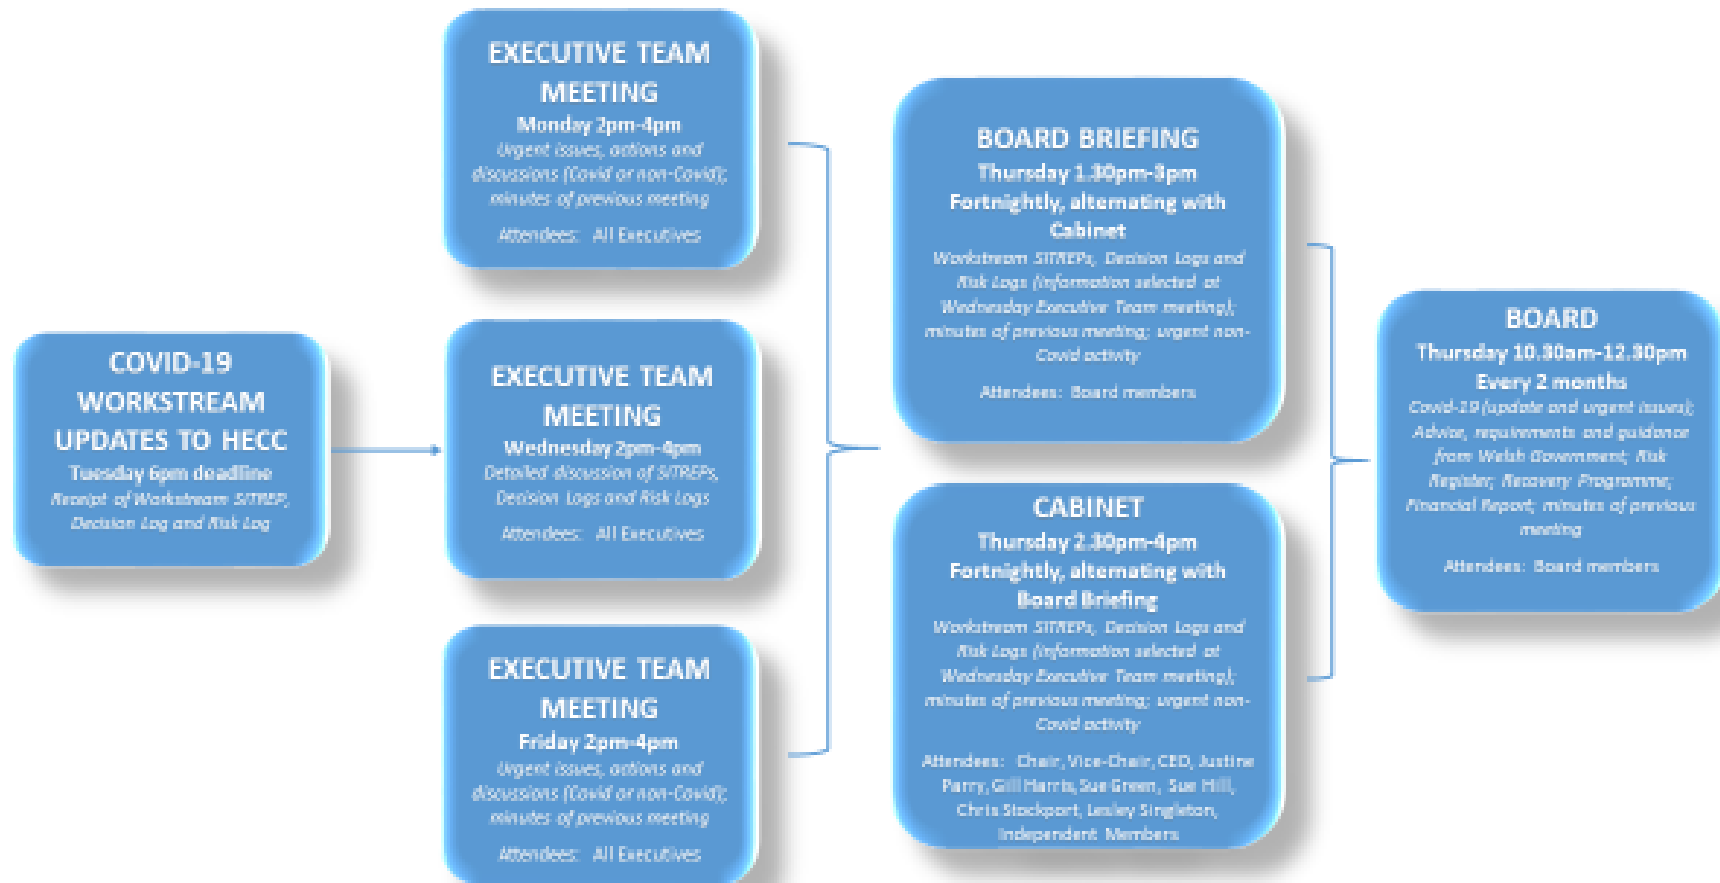 COVID-19
WORKSTREAM
UPDATES TO HECC
Tuesday 6pm deadline
Receipt of Workstream SITREP,
Decision Log and Risk Log
EXECUTIVE TEAM
MEETING
Monday 2pm-4pm
Urgent issues, actions and
discussions (Covid or non-Covid);
minutes of previous meeting
Attendees: All Executives
EXECUTIVE TEAM
MEETING
Wednesday 2pm-4pm
Detailed discussion of SITREPs,
Decision Logs and Risk Logs
Attendees: All Executives
EXECUTIVE TEAM
MEETING
Friday 2pm-4pm
Urgent issues, actions and
discussions (Covid or non-Covid);
minutes of previous meeting
Attendees: All Executives
BOARD BRIEFING
Thursday 1.30pm-3pm
Fortnightly, alternating with
Cabinet
Workstream SITREPs, Decision Logs and
Risk Logs (information selected at
Wednesday Executive Team meeting);
minutes of previous meeting; urgent non-
Covid activity
Attendees: Board members
CABINET
Thursday 2.30pm-4pm
Fortnightly, alternating with
Board Briefing
Workstream SITREPs, Decision Logs and
Risk Logs (information selected at
Wednesday Executive Team meeting);
minutes of previous meeting; urgent non-
Covid activity
Attendees: Chair, Vice-Chair, CEO, Justine
Parry, Gill Harris, Sue Green, Sue Hill,
Chris Stockport, Lesley Singleton,
Independent Members
BOARD
Thursday 10.30am-12.30pm
Every 2 months
Covid-19 (update and urgent issues);
Advice, requirements and guidance
from Welsh Government; Risk
Register; Recovery Programme;
Financial Report; minutes of previous
meeting
Attendees: Board members